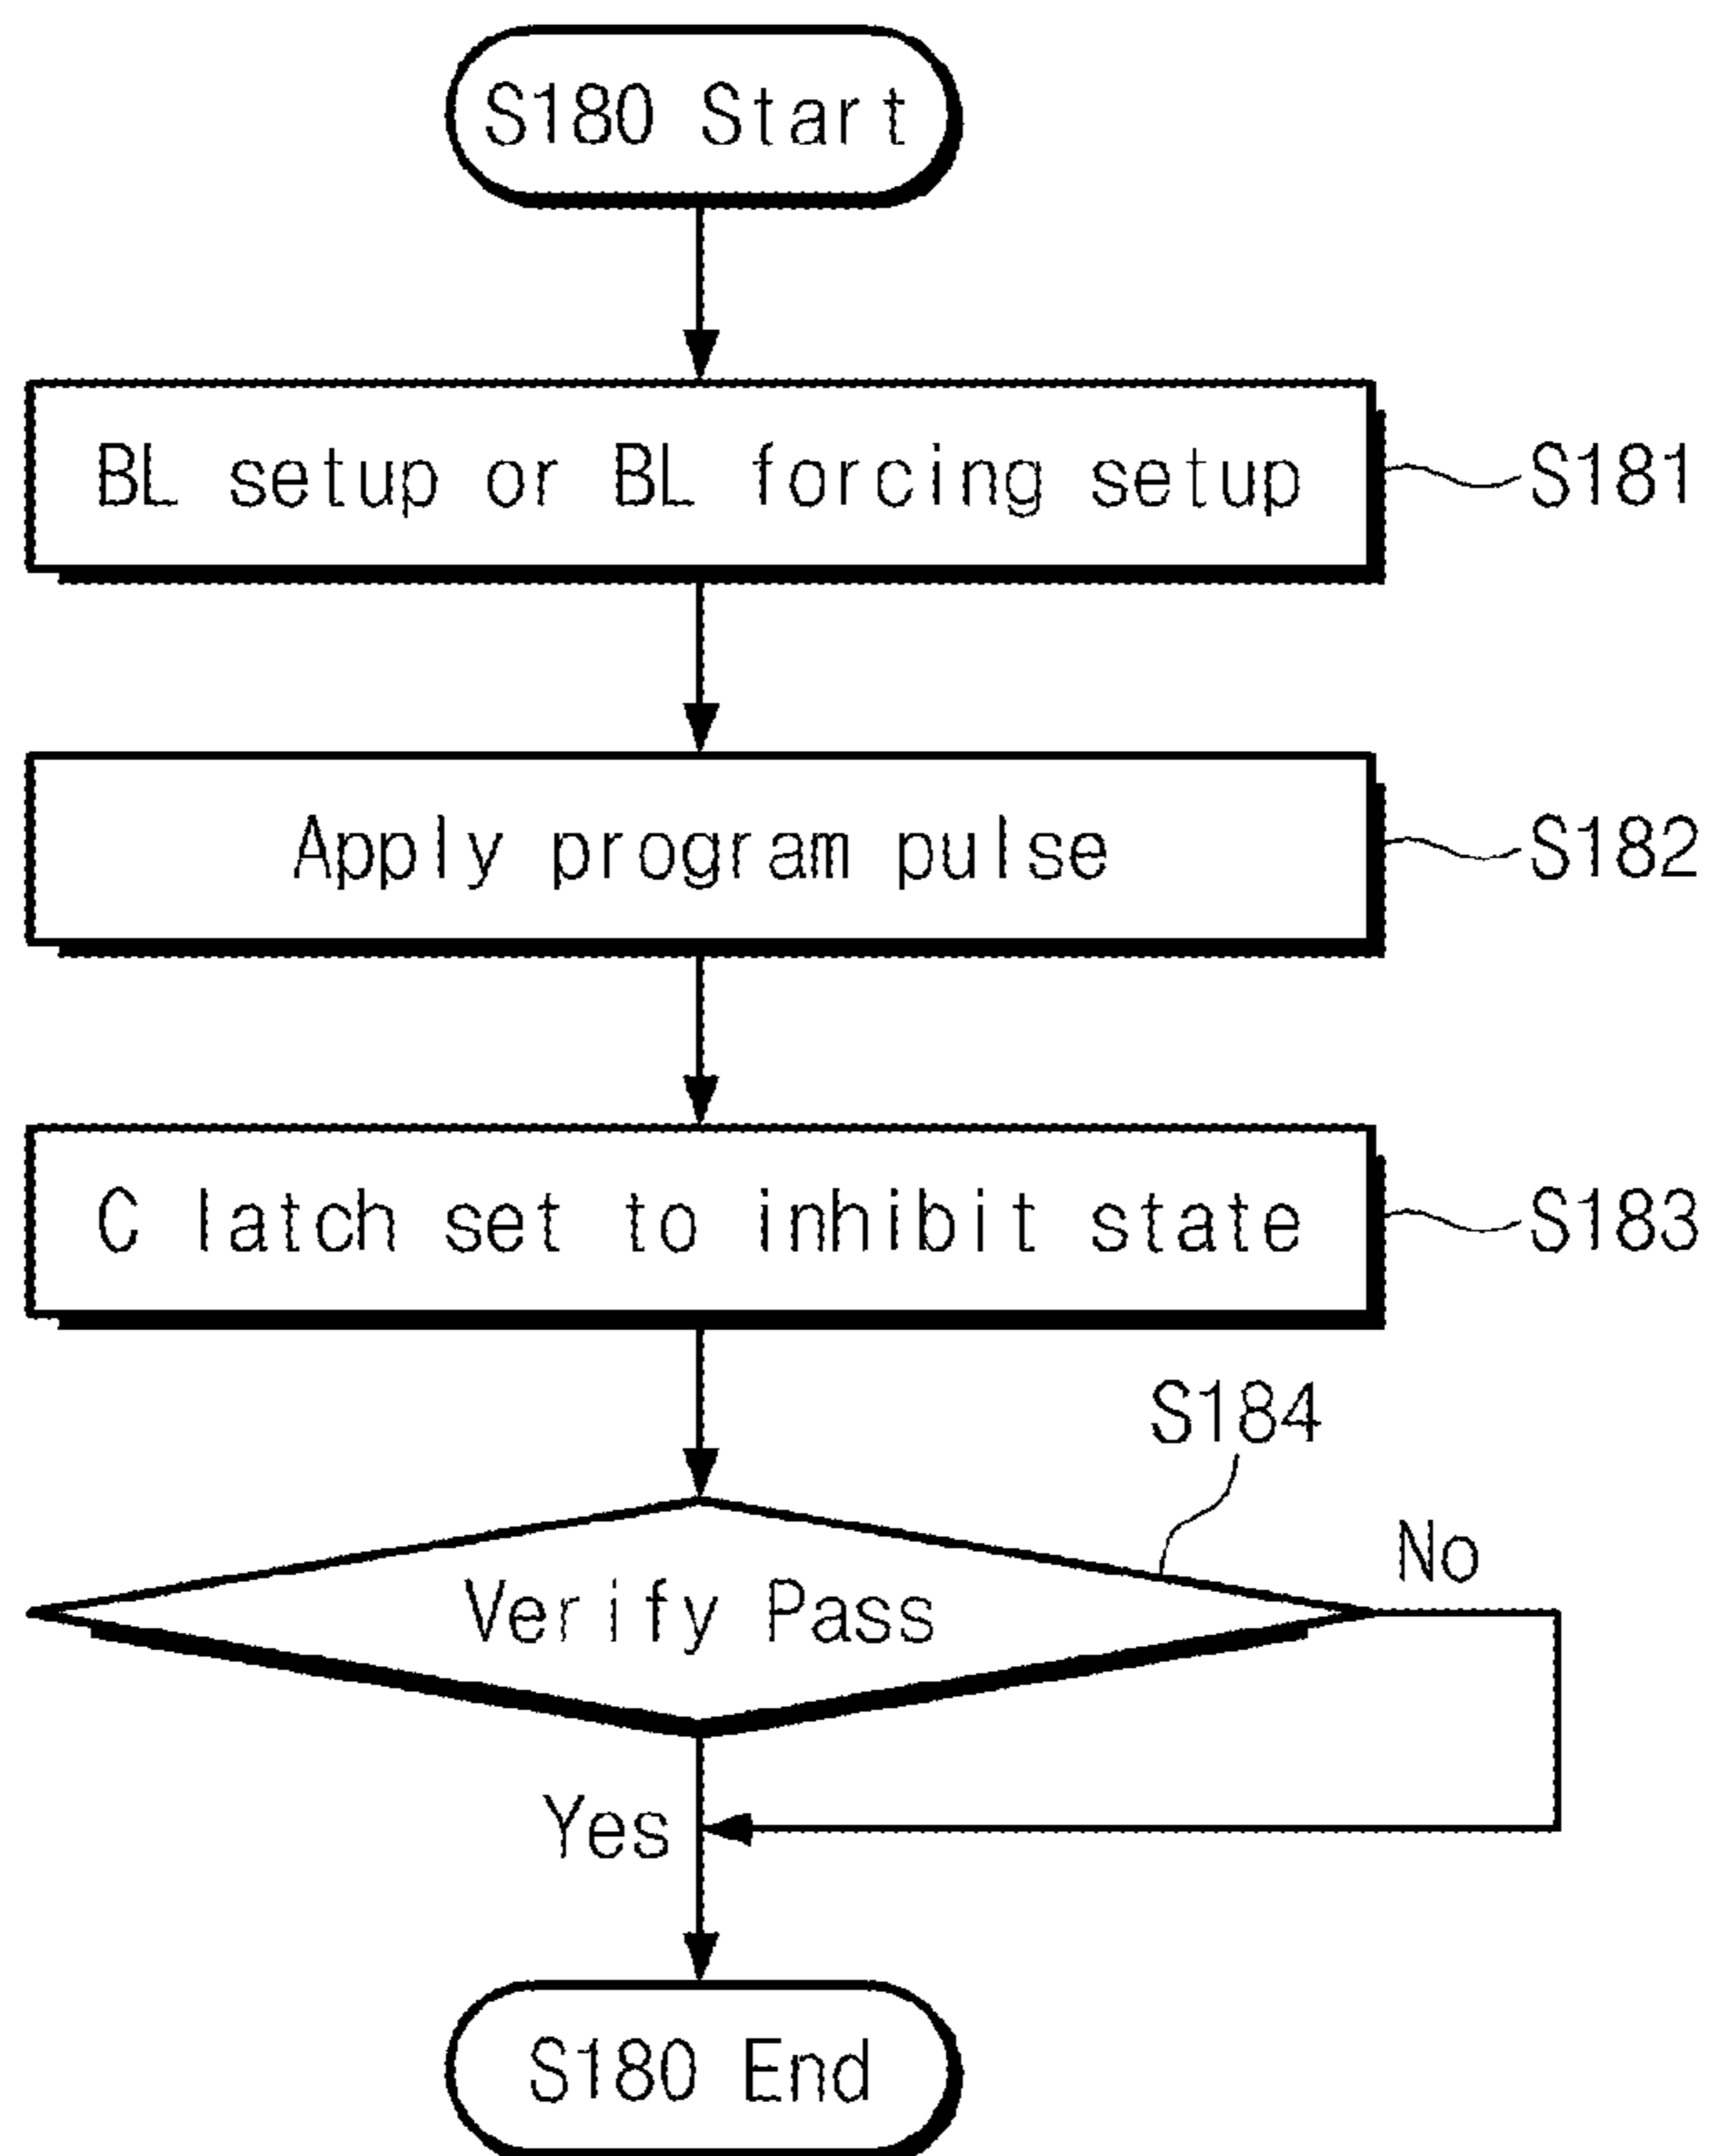 S180 Start
BL setup or BL forcing setup
S181
Apply program pulse
S182
C latch set to inhibit state
S183
S184
Verify Pass
No
Yes
S180 End